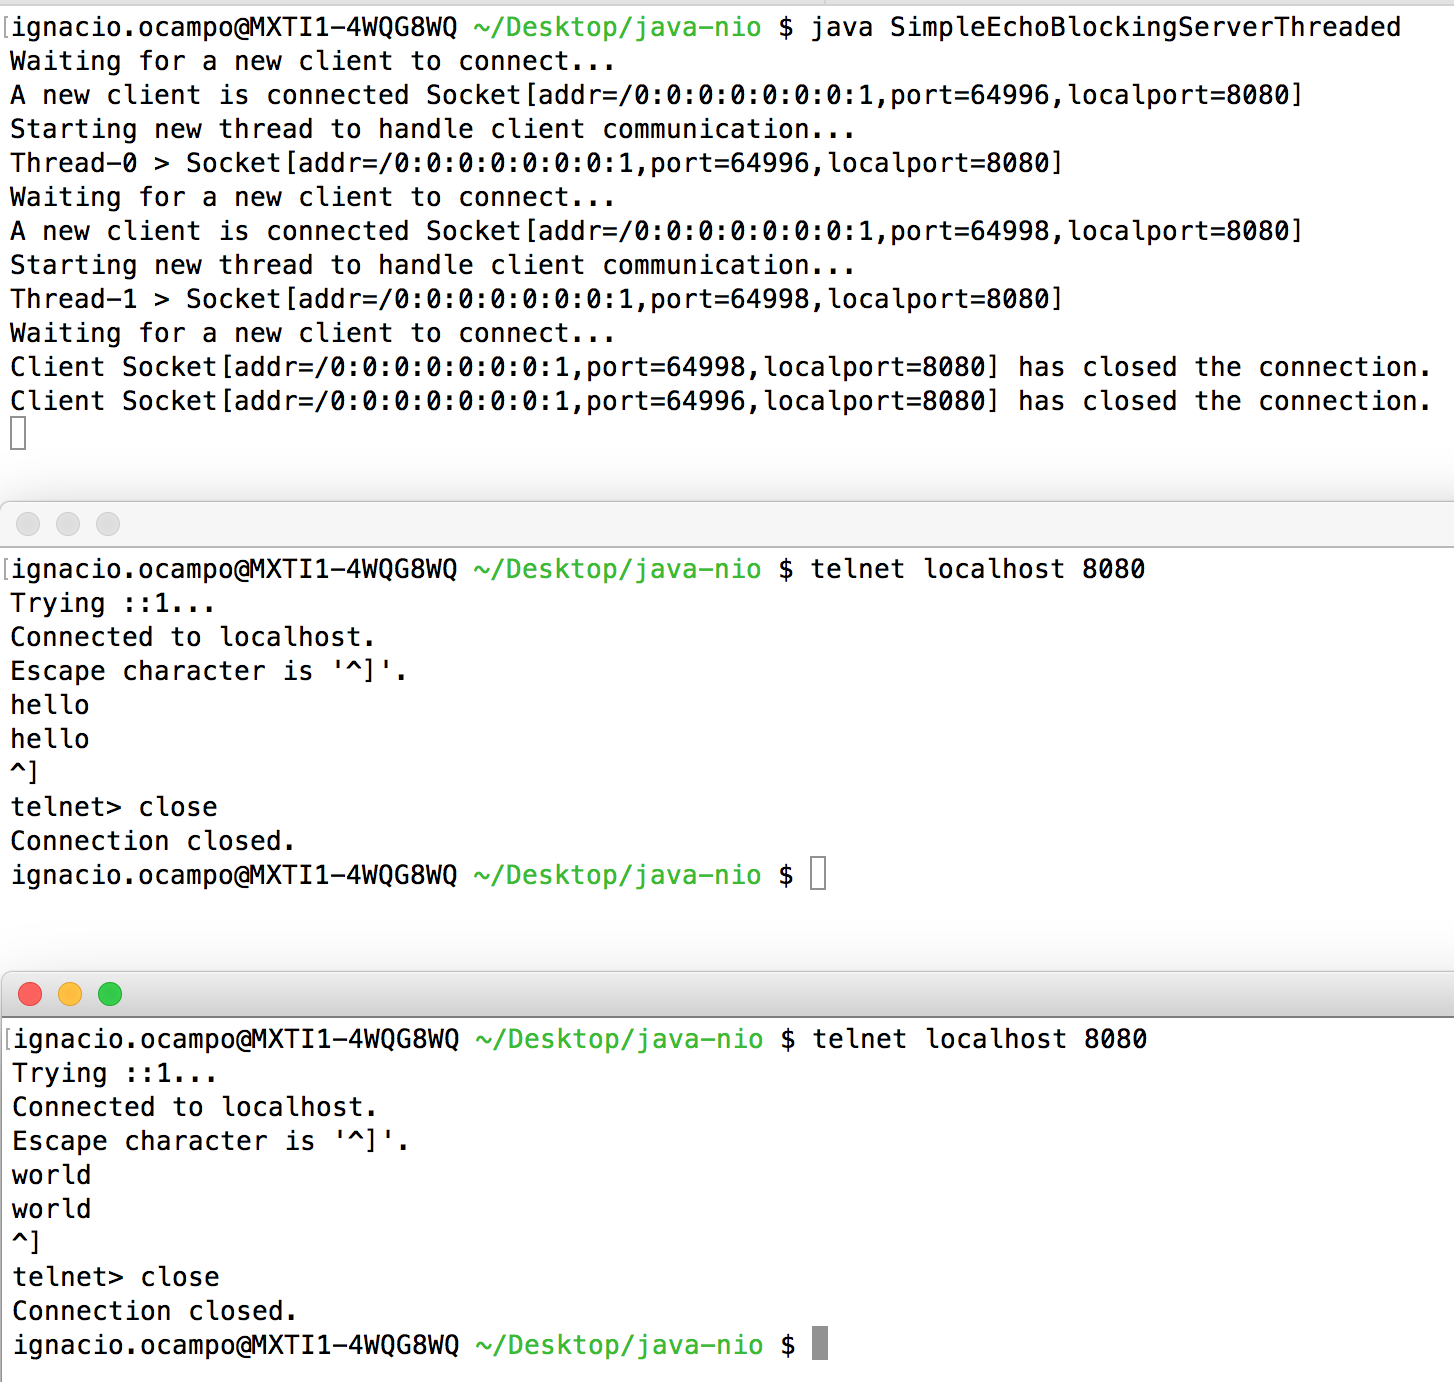 [ignacio.ocampo@MXTI1-4WQG8WQ ~/Desktop/java-nio $ java SimpleEchoBlockingServerThreaded
Waiting for a new client to connect...
A new client is connected Socket[addr=/0:0:0:0:0:0:0:1,port=64996,localport=8080]
Starting new thread to handle client communication...
Thread-0 > Socket[addr=/0:0:0:0:0:0:0:1,port=64996,localport=8080]
Waiting for a new client to connect...
A new client is connected Socket[addr=/0:0:0:0:0:0:0:1,port=64998,localport=8080]
Starting new thread to handle client communication...
Thread-1 > Socket[addr=/0:0:0:0:0:0:0:1,port=64998,localport=8080]
Waiting for a new client to connect...
Client Socket[addr=/0:0:0:0:0:0:0:1,port=64998,localport=8080] has closed the connection.
Client Socket[addr=/0:0:0:0:0:0:0:1,port=64996,localport=8080] has closed the connection.
[ignacio.ocampo@MXTI1-4WQG8WQ ~/Desktop/java-nio $ telnet localhost 8080
Trying ::1...
Connected to localhost.
Escape character is '^]'.
hello
hello
^]
telnet> close
Connection closed.
ignacio.ocampo@MXTI1-4WQG8WQ ~/Desktop/java-nio $
[ignacio.ocampo@MXTI1-4WQG8WQ ~/Desktop/java-nio $ telnet localhost 8080
Trying ::1...
Connected to localhost.
Escape character is '^]'.
world
world
^]
telnet> close
Connection closed.
ignacio.ocampo@MXTI1-4WQG8WQ ~/Desktop/java-nio $